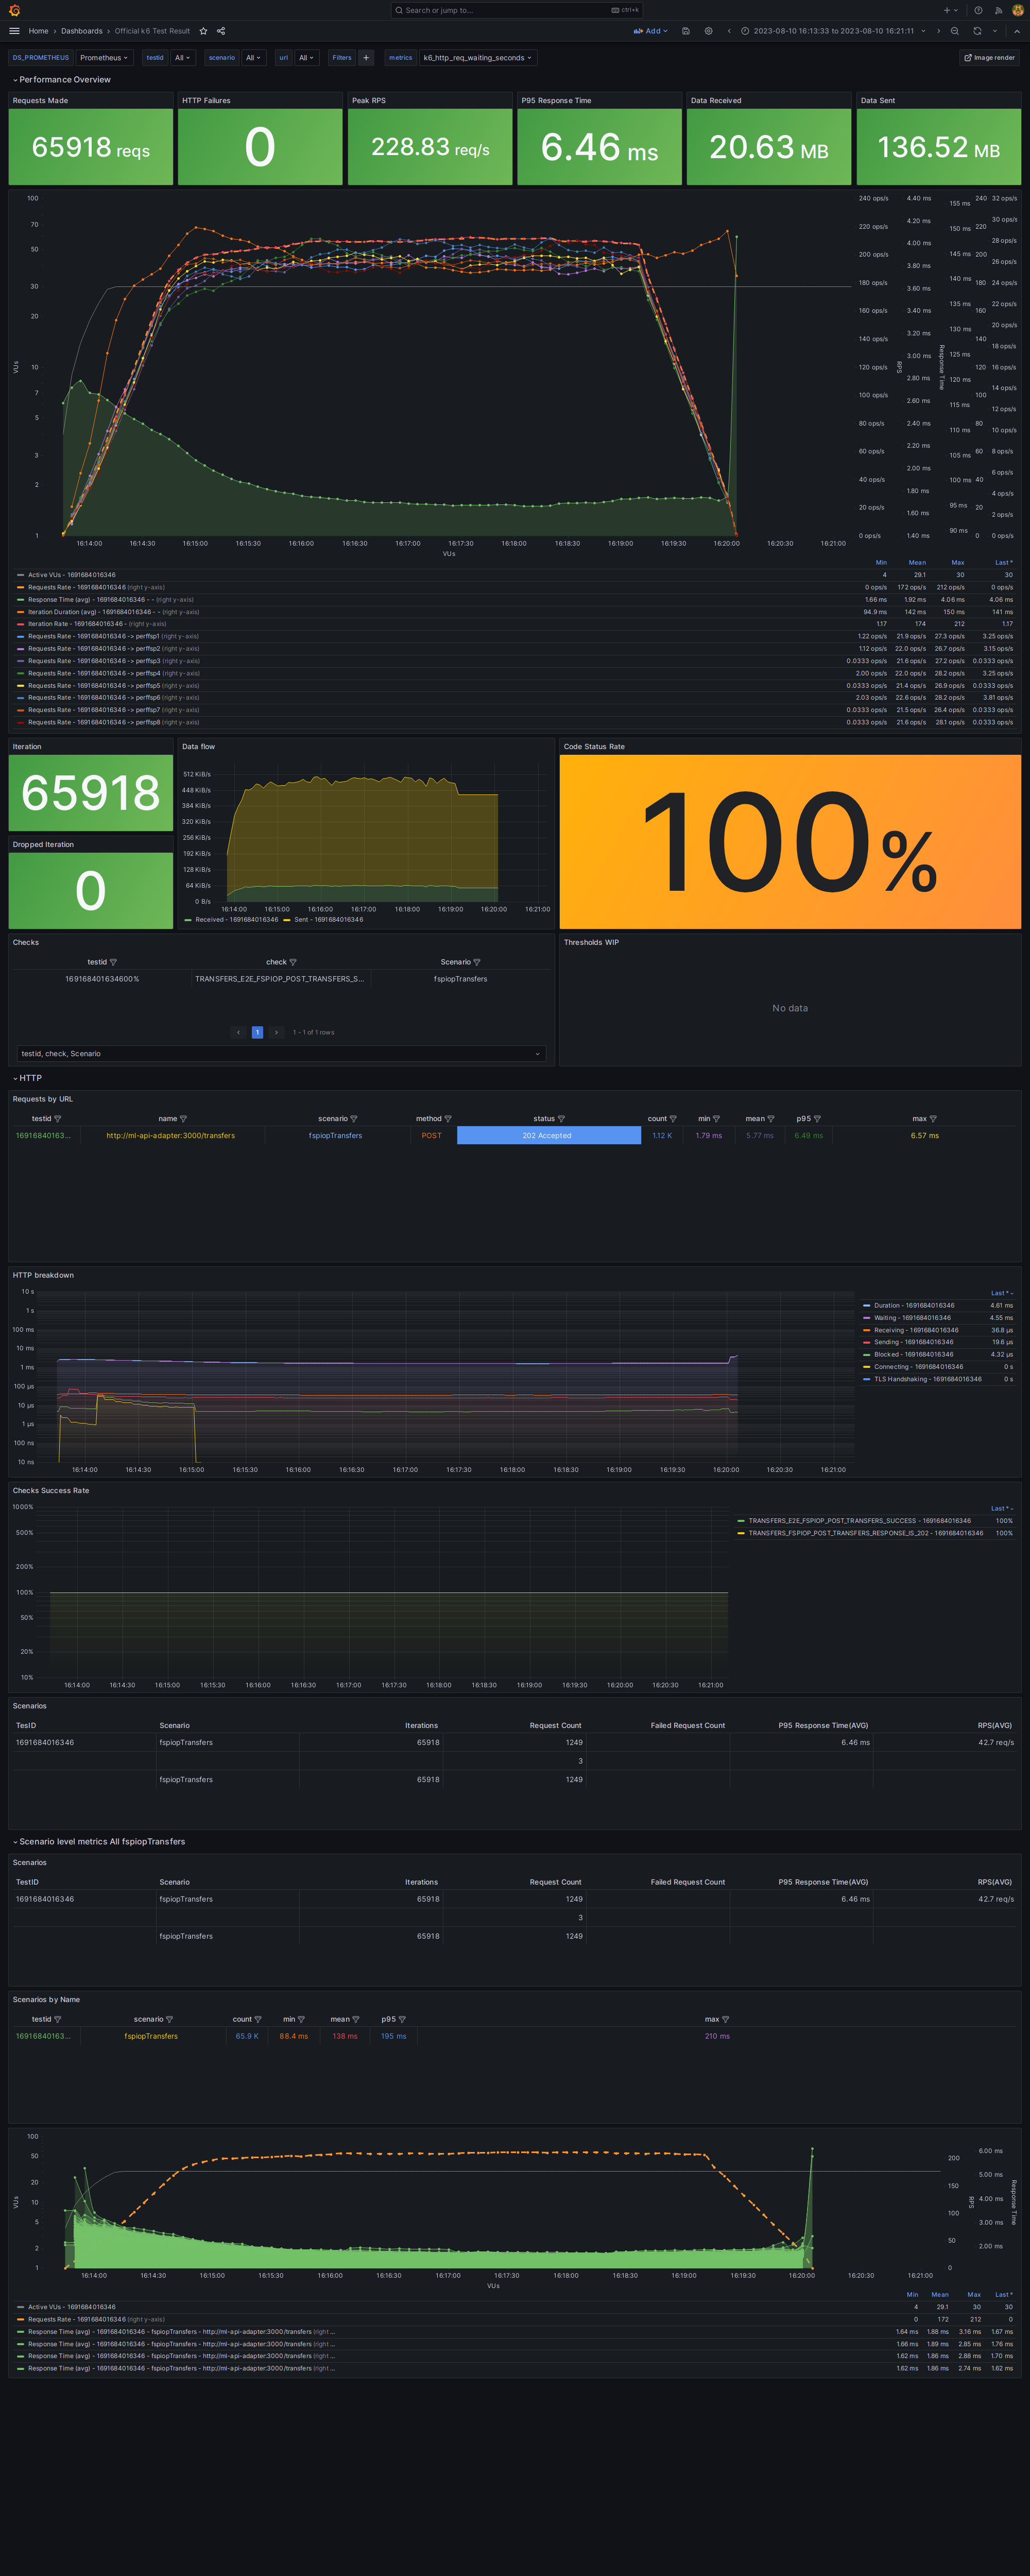 Search or jump to... ctrl+k
Home › Dashboards › Official k6 Test Result Add 2023-08-10 16:13:33 to 2023-08-10 16:21:11
DS_PROMETHEUS Prometheus testid All scenario All url All Filters + metrics k6_http_req_waiting_seconds Image render
Performance Overview
Requests Made HTTP Failures Peak RPS P95 Response Time Data Received Data Sent
65918 reqs 0 228.83 req/s 6.46 ms 20.63 MB 136.52 MB
100 70 50 30 20 10 7 5 3 2 1
VUs
240 ops/s 220 ops/s 200 ops/s 180 ops/s 160 ops/s 140 ops/s 120 ops/s 100 ops/s 80 ops/s 60 ops/s 40 ops/s 20 ops/s 0 ops/s
4.40 ms 4.20 ms 4.00 ms 3.80 ms 3.60 ms 3.40 ms 3.20 ms 3.00 ms 2.80 ms 2.60 ms 2.40 ms 2.20 ms 2.00 ms 1.80 ms 1.60 ms 1.40 ms
RPS
155 ms 150 ms 145 ms 140 ms 135 ms 130 ms 125 ms 120 ms 115 ms 110 ms 105 ms 100 ms 95 ms 90 ms
Response Time
240 220 200 180 160 140 120 100 80 60 40 20 0
32 ops/s 30 ops/s 28 ops/s 26 ops/s 24 ops/s 22 ops/s 20 ops/s 18 ops/s 16 ops/s 14 ops/s 12 ops/s 10 ops/s 8 ops/s 6 ops/s 4 ops/s 2 ops/s 0 ops/s
16:14:00 16:14:30 16:15:00 16:15:30 16:16:00 16:16:30 16:17:00 16:17:30 16:18:00 16:18:30 16:19:00 16:19:30 16:20:00 16:20:30 16:21:00
VUs
Min Mean Max Last *
Active VUs - 1691684016346 4 29.1 30 30
Requests Rate - 1691684016346 (right y-axis) 0 ops/s 172 ops/s 212 ops/s 0 ops/s
Response Time (avg) - 1691684016346 - - (right y-axis) 1.66 ms 1.92 ms 4.06 ms 4.06 ms
Iteration Duration (avg) - 1691684016346 - - (right y-axis) 94.9 ms 142 ms 150 ms 141 ms
Iteration Rate - 1691684016346 - (right y-axis) 1.17 174 212 1.17
Requests Rate - 1691684016346 -> perffsp1 (right y-axis) 1.22 ops/s 21.9 ops/s 27.3 ops/s 3.25 ops/s
Requests Rate - 1691684016346 -> perffsp2 (right y-axis) 1.12 ops/s 22.0 ops/s 26.7 ops/s 3.15 ops/s
Requests Rate - 1691684016346 -> perffsp3 (right y-axis) 0.0333 ops/s 21.6 ops/s 27.2 ops/s 0.0333 ops/s
Requests Rate - 1691684016346 -> perffsp4 (right y-axis) 2.00 ops/s 22.0 ops/s 28.2 ops/s 3.25 ops/s
Requests Rate - 1691684016346 -> perffsp5 (right y-axis) 0.0333 ops/s 21.4 ops/s 26.9 ops/s 0.0333 ops/s
Requests Rate - 1691684016346 -> perffsp6 (right y-axis) 2.03 ops/s 22.6 ops/s 28.2 ops/s 3.81 ops/s
Requests Rate - 1691684016346 -> perffsp7 (right y-axis) 0.0333 ops/s 21.5 ops/s 26.4 ops/s 0.0333 ops/s
Requests Rate - 1691684016346 -> perffsp8 (right y-axis) 0.0333 ops/s 21.6 ops/s 28.1 ops/s 0.0333 ops/s
Iteration
65918
Dropped Iteration
0
Data flow
512 KiB/s
448 KiB/s
384 KiB/s
320 KiB/s
256 KiB/s
192 KiB/s
128 KiB/s
64 KiB/s
0 B/s
16:14:00 16:15:00 16:16:00 16:17:00 16:18:00 16:19:00 16:20:00 16:21:00
Received - 1691684016346 Sent - 1691684016346
Code Status Rate
100%
Checks
testid check Scenario
169168401634600% TRANSFERS_E2E_FSPIOP_POST_TRANSFERS_S... fspiopTransfers
‹ 1 › 1 - 1 of 1 rows
testid, check, Scenario
Thresholds WIP
No data
HTTP
Requests by URL
testid name scenario method status count min mean p95 max
16916840163... http://ml-api-adapter:3000/transfers fspiopTransfers POST 202 Accepted 1.12 K 1.79 ms 5.77 ms 6.49 ms 6.57 ms
HTTP breakdown
10 s
1 s
100 ms
10 ms
1 ms
100 µs
10 µs
1 µs
100 ns
10 ns
16:14:00 16:14:30 16:15:00 16:15:30 16:16:00 16:16:30 16:17:00 16:17:30 16:18:00 16:18:30 16:19:00 16:19:30 16:20:00 16:20:30 16:21:00
Last *
Duration - 1691684016346 4.61 ms
Waiting - 1691684016346 4.55 ms
Receiving - 1691684016346 36.8 µs
Sending - 1691684016346 19.6 µs
Blocked - 1691684016346 4.32 µs
Connecting - 1691684016346 0 s
TLS Handshaking - 1691684016346 0 s
Checks Success Rate
1000%
500%
200%
100%
50%
20%
10%
16:14:00 16:14:30 16:15:00 16:15:30 16:16:00 16:16:30 16:17:00 16:17:30 16:18:00 16:18:30 16:19:00 16:19:30 16:20:00 16:20:30 16:21:00
Last *
TRANSFERS_E2E_FSPIOP_POST_TRANSFERS_SUCCESS - 1691684016346 100%
TRANSFERS_FSPIOP_POST_TRANSFERS_RESPONSE_IS_202 - 1691684016346 100%
Scenarios
TesID Scenario Iterations Request Count Failed Request Count P95 Response Time(AVG) RPS(AVG)
1691684016346 fspiopTransfers 65918 1249 6.46 ms 42.7 req/s
3
fspiopTransfers 65918 1249
Scenario level metrics All fspiopTransfers
Scenarios
TestID Scenario Iterations Request Count Failed Request Count P95 Response Time(AVG) RPS(AVG)
1691684016346 fspiopTransfers 65918 1249 6.46 ms 42.7 req/s
3
fspiopTransfers 65918 1249
Scenarios by Name
testid scenario count min mean p95 max
16916840163... fspiopTransfers 65.9 K 88.4 ms 138 ms 195 ms 210 ms
100 50 20 10 5 2 1
VUs
200 150 100 50 0
RPS
6.00 ms 5.00 ms 4.00 ms 3.00 ms 2.00 ms
Response Time
16:14:00 16:14:30 16:15:00 16:15:30 16:16:00 16:16:30 16:17:00 16:17:30 16:18:00 16:18:30 16:19:00 16:19:30 16:20:00 16:20:30 16:21:00
VUs
Min Mean Max Last *
Active VUs - 1691684016346 4 29.1 30 30
Requests Rate - 1691684016346 (right y-axis) 0 172 212 0
Response Time (avg) - 1691684016346 - fspiopTransfers - http://ml-api-adapter:3000/transfers (right ... 1.64 ms 1.88 ms 3.16 ms 1.67 ms
Response Time (avg) - 1691684016346 - fspiopTransfers - http://ml-api-adapter:3000/transfers (right ... 1.66 ms 1.89 ms 2.85 ms 1.76 ms
Response Time (avg) - 1691684016346 - fspiopTransfers - http://ml-api-adapter:3000/transfers (right ... 1.62 ms 1.86 ms 2.88 ms 1.70 ms
Response Time (avg) - 1691684016346 - fspiopTransfers - http://ml-api-adapter:3000/transfers (right ... 1.62 ms 1.86 ms 2.74 ms 1.62 ms